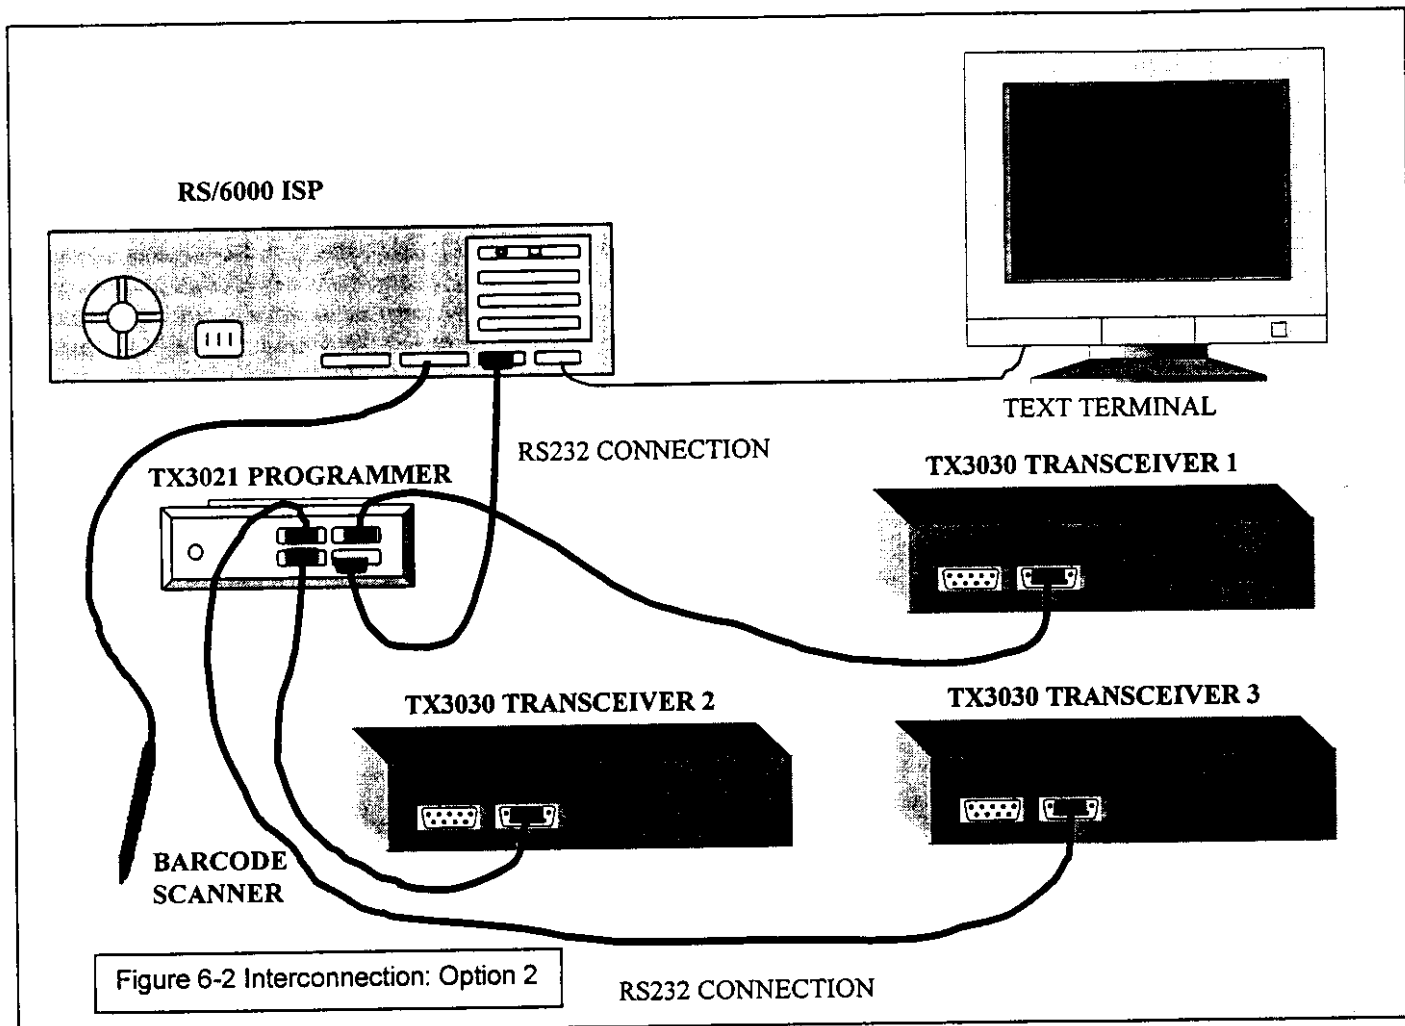 RS/6000 ISP
TEXT TERMINAL
RS232 CONNECTION
TX3021 PROGRAMMER
TX3030 TRANSCEIVER 1
TX3030 TRANSCEIVER 2
TX3030 TRANSCEIVER 3
BARCODE
SCANNER
Figure 6-2 Interconnection: Option 2
RS232 CONNECTION